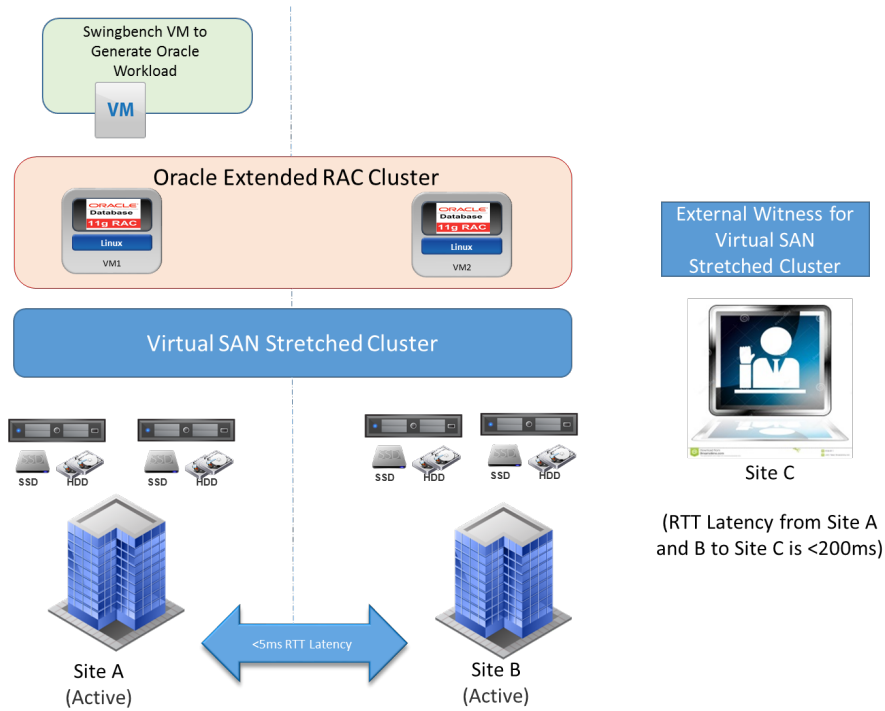 Swingbench VM to
Generate Oracle
Workload
VM
Oracle Extended RAC Cluster
ORACLE
Database
11g RAC
Linux
VM1
ORACLE
Database
11g RAC
Linux
VM2
External Witness for
Virtual SAN
Stretched Cluster
Virtual SAN Stretched Cluster
SSD
HDD
SSD
HDD
SSD
HDD
SSD
HDD
Site C
(RTT Latency from Site A
and B to Site C is <200ms)
<5ms RTT Latency
Site A
(Active)
Site B
(Active)